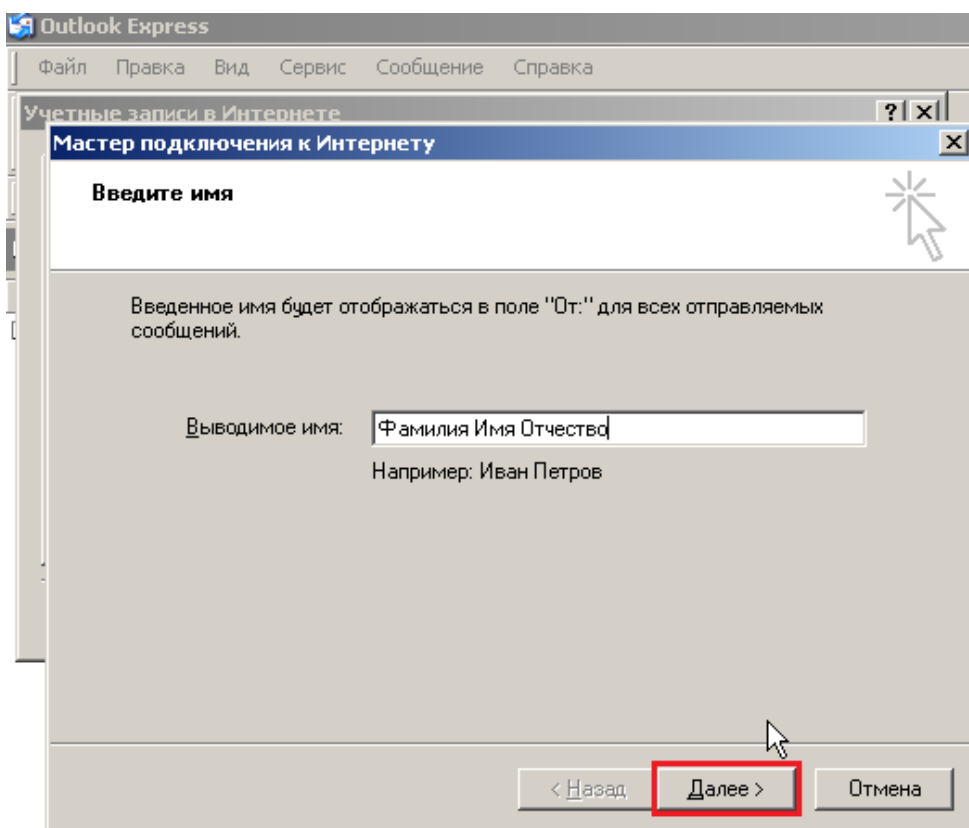 Outlook Express
Файл Правка Вид Сервис Сообщение Справка
Учетные записи в Интернете
Мастер подключения к Интернету
Введите имя
Введенное имя будет отображаться в поле "От:" для всех отправляемых
сообщений.
Выводимое имя: Фамилия Имя Отчество
Например: Иван Петров
< Назад Далее > Отмена